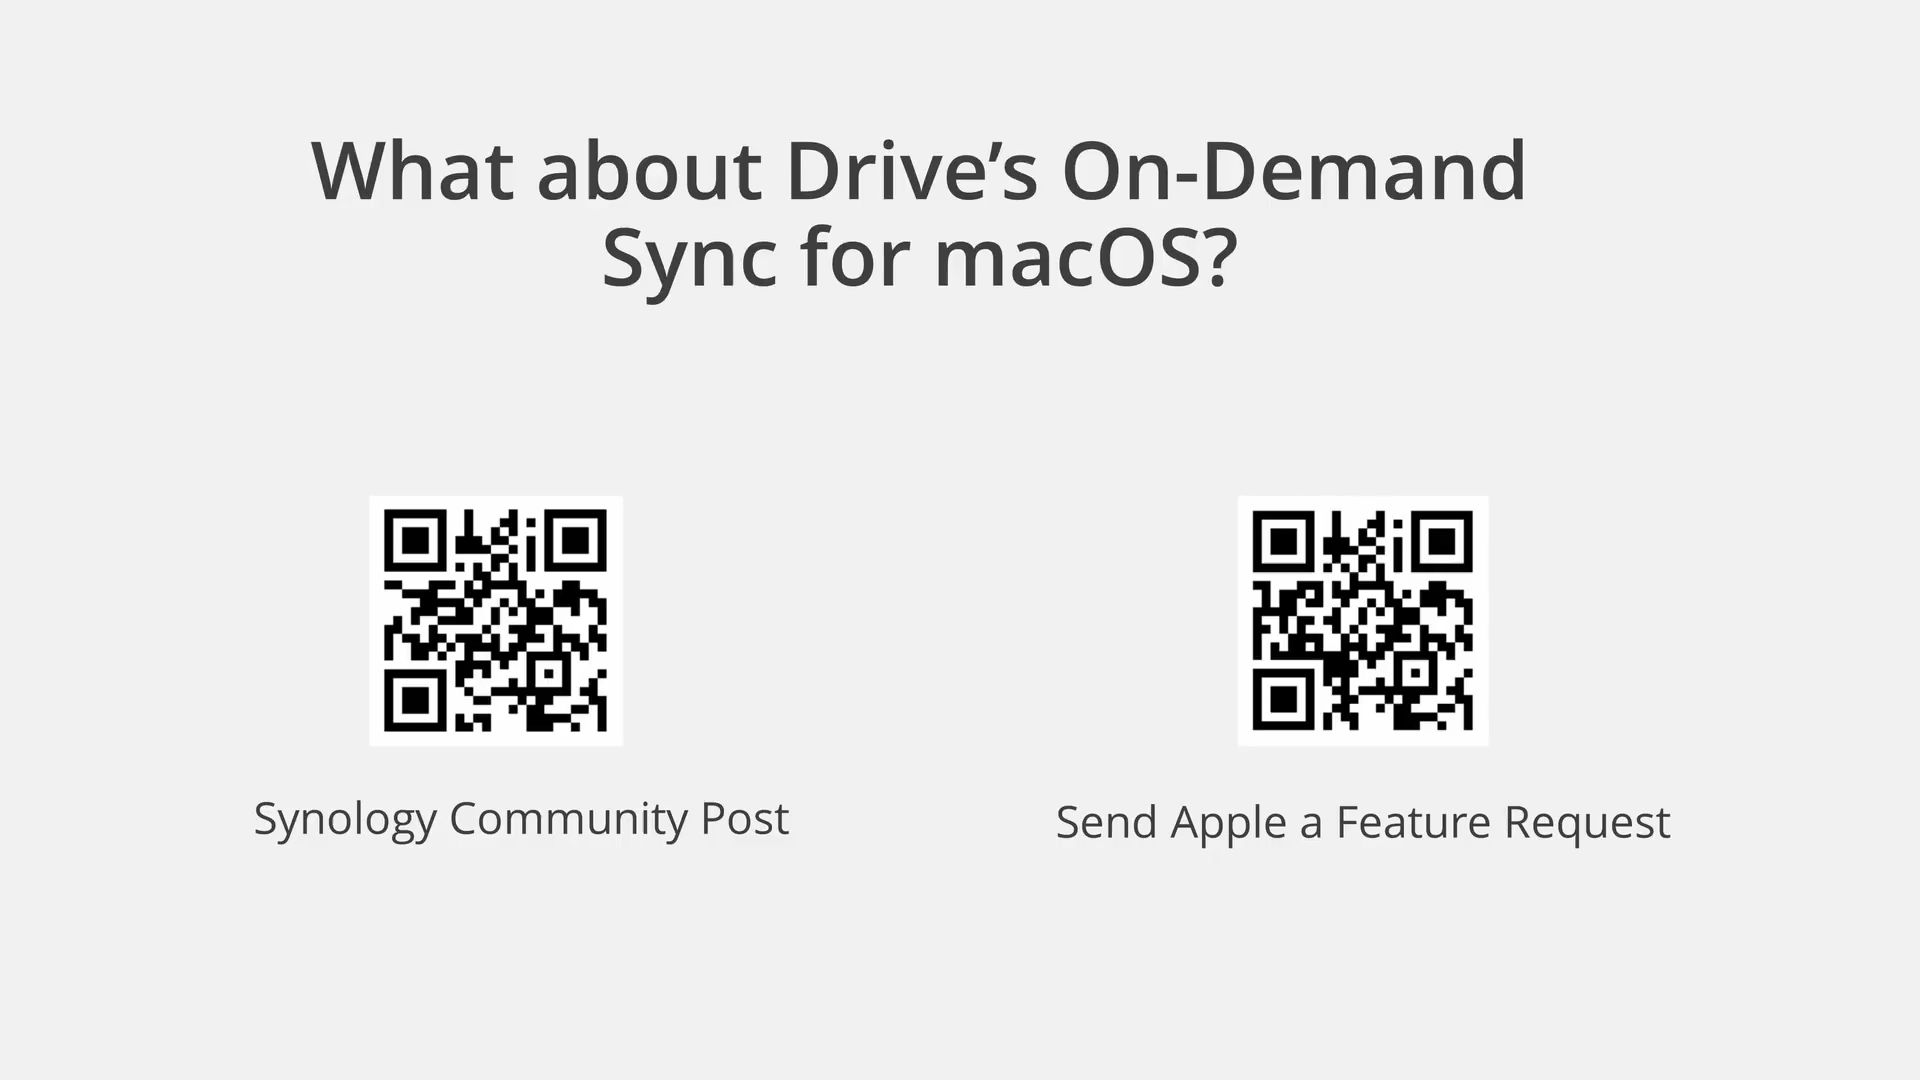 What about Drive’s On-Demand
Sync for macOS?
Synology Community Post
Send Apple a Feature Request